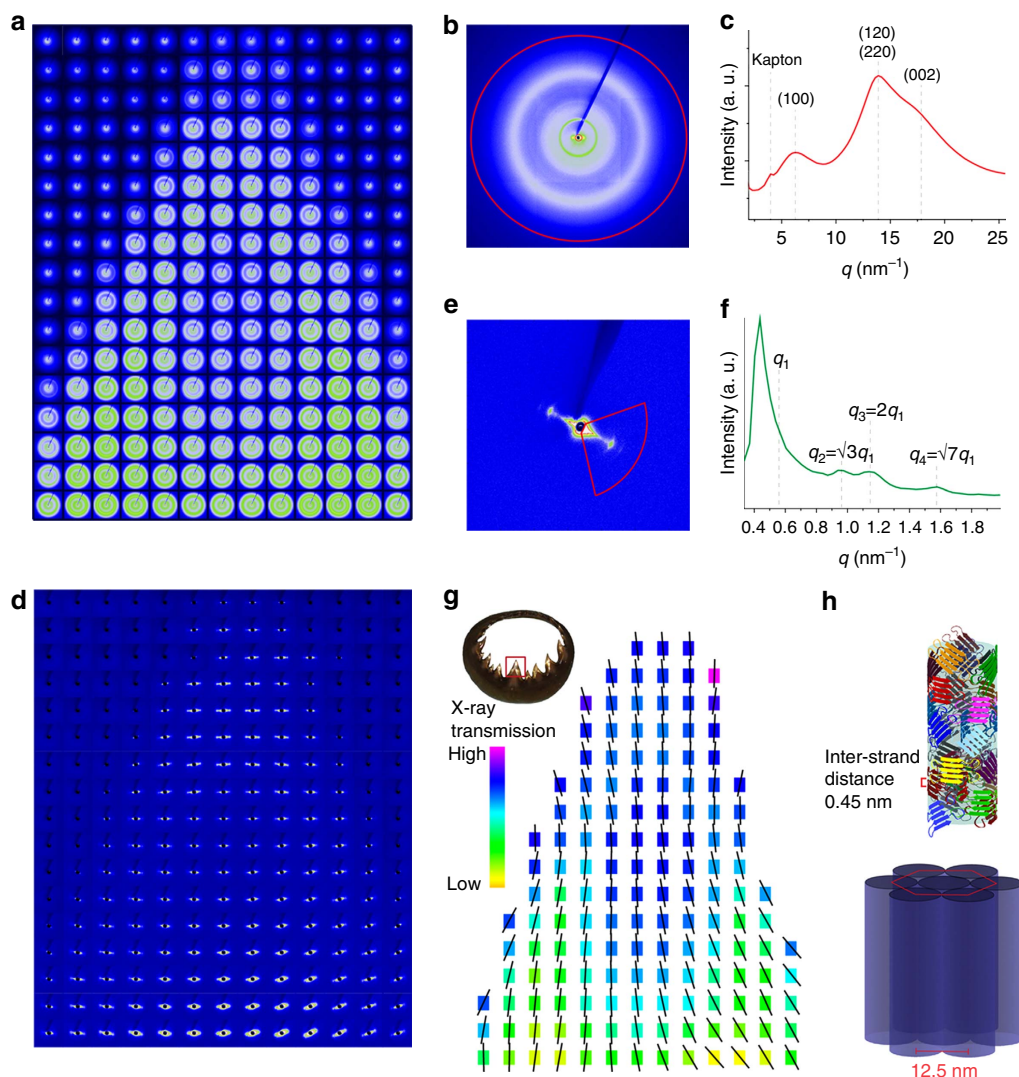 a
b
c
Kapton
(100)
(120)
(220)
(002)
Intensity (a. u.)
5
10
15
20
25
q (nm⁻¹)
e
f
q₁
q₂=√3q₁
q₃=2q₁
q₄=√7q₁
Intensity (a. u.)
0.4
0.6
0.8
1.0
1.2
1.4
1.6
1.8
q (nm⁻¹)
d
g
X-ray
transmission
High
Low
h
Inter-strand
distance
0.45 nm
12.5 nm